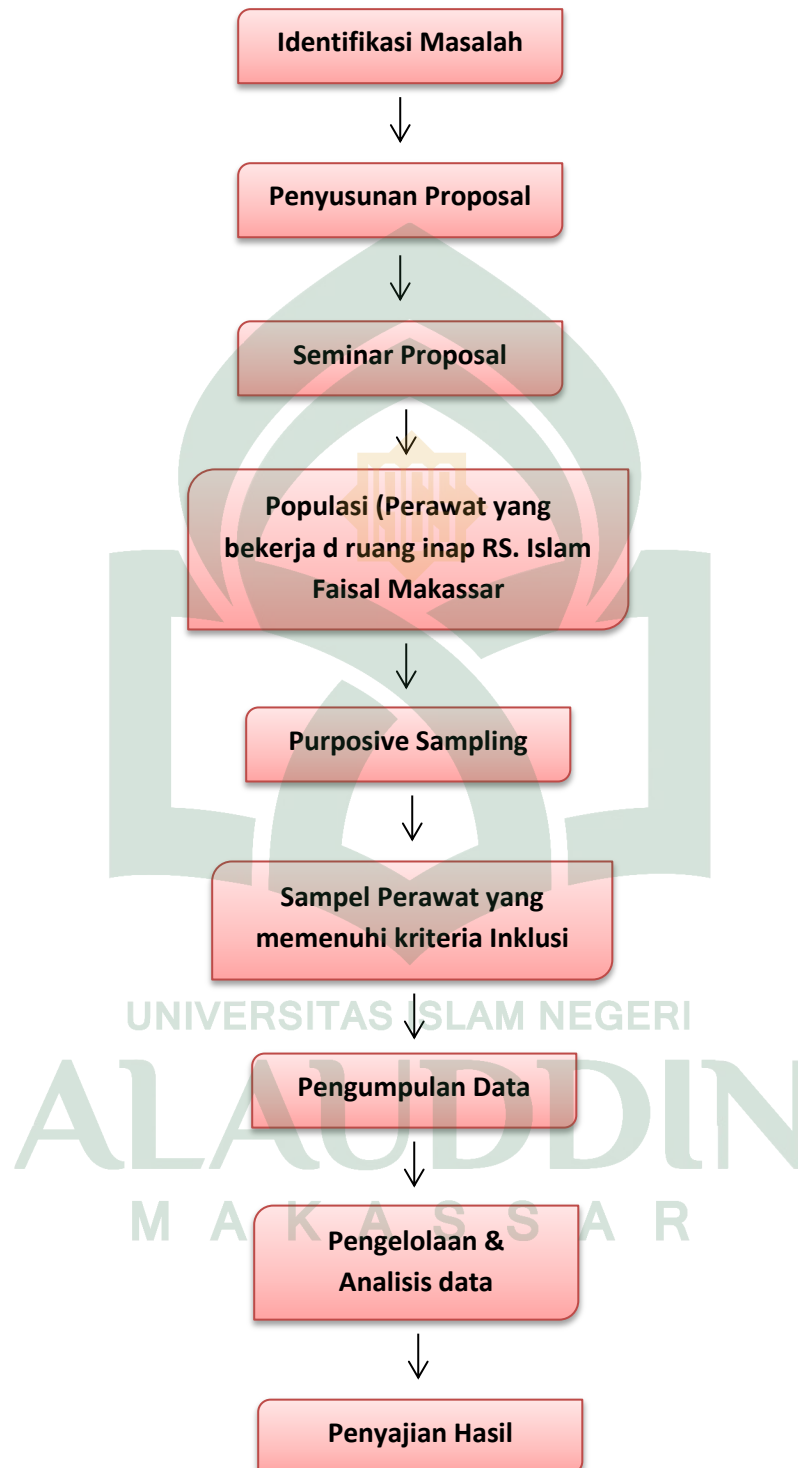 Identifikasi Masalah
Penyusunan Proposal
Seminar Proposal
Populasi (Perawat yang
bekerja d ruang inap RS. Islam
Faisal Makassar
Purposive Sampling
Sampel Perawat yang
memenuhi kriteria Inklusi
UNIVERSITAS ISLAM NEGERI
Pengumpulan Data
ALAUDDIN
MAKASSAR
Pengelolaan &
Analisis data
Penyajian Hasil